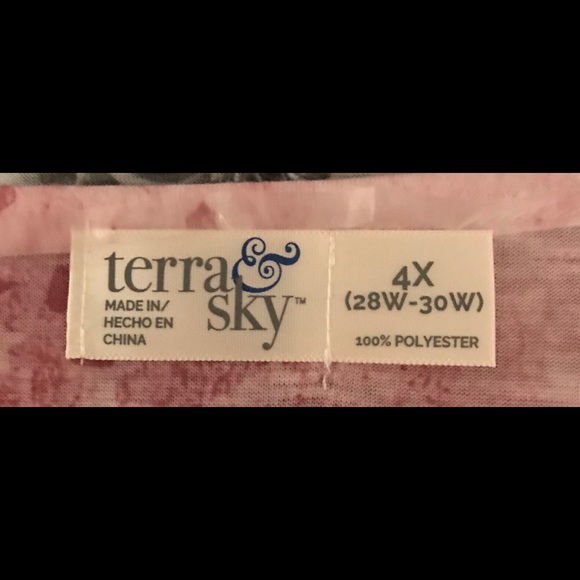 terra &
sky™
MADE IN/
HECHO EN
CHINA
4X
(28W-30W)
100% POLYESTER